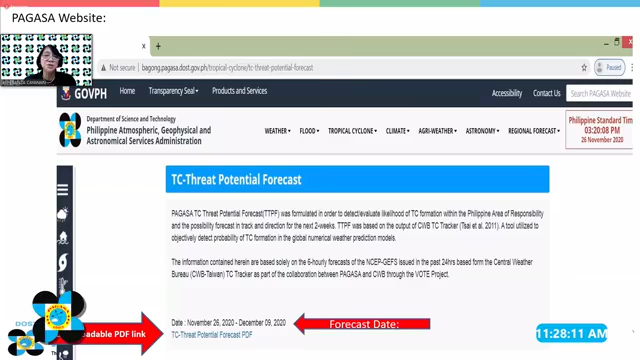 PAGASA Website:
Not secure | bagong.pagasa.dost.gov.ph/tropical-cyclone/tc-threat-potential-forecast
Paused
GOVPH
Home
Transparency Seal
Products and Services
Accessibility
Contact Us
Search PAGASA Website
Department of Science and Technology
Philippine Atmospheric, Geophysical and
Astronomical Services Administration
WEATHER
FLOOD
TROPICAL CYCLONE
CLIMATE
AGRI-WEATHER
ASTRONOMY
REGIONAL FORECAST
Philippine Standard Tim
03:20:08 PM
26 November 2020
TC-Threat Potential Forecast
PAGASA TC Threat Potential Forecast(TTPF) was formulated in order to detect/evaluate likelihood of TC formation within the Philippine Area of Responsibility
and the possibility forecast in track and direction for the next 2-weeks. TTPF was based on the output of CWB TC Tracker (Tsai et al. 2011). A tool utilized to
objectively detect probability of TC formation in the global numerical weather prediction models.
The information contained herein are based solely on the 6-hourly forecasts of the NCEP-GEFS issued in the past 24hrs based form the Central Weather
Bureau (CWB-Taiwan) TC Tracker as part of the collaboration between PAGASA and CWB through the VOTE Project.
Date : November 26, 2020 - December 09, 2020
Forecast Date:
TC-Threat Potential Forecast PDF
adable PDF link
DOST
11:28:11 AM